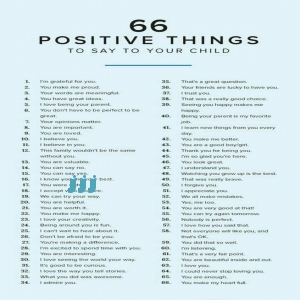 66
POSITIVE THINGS
TO SAY TO YOUR CHILD
1. I'm grateful for you.
2. You make me proud.
3. Your words are meaningful.
4. You have great ideas.
5. I love being your parent.
6. You don't have to be perfect to be
great.
7. Your opinions matter.
8. You are important.
9. You are loved.
10. I believe you.
11. I believe in you.
12. This family wouldn't be the same
without you.
13. You are valuable.
14. You can say no.
15. You can say yes.
16. I know you best.
17. You were
18. I accept
19. You can
20. You are helpful.
21. You are worth it.
22. You make me happy.
23. I love your creativity.
24. Being around you is fun.
25. I can't wait to hear about it.
26. Don't be afraid to be you.
27. You're making a difference.
28. I'm excited to spend time with you.
29. You are interesting.
30. I love seeing the world your way.
31. It's good to be curious.
32. I love the way you tell stories.
33. What you did was awesome.
34. I admire you.
35. That's a great question.
36. Your friends are lucky to have you.
37. I trust you.
38. That was a really good choice.
39. Seeing you happy makes me
happy.
40. Being your parent is my favorite
job.
41. I learn new things from you every
day.
42. You make me better.
43. You are a good boy/girl.
44. Thank you for being you.
45. I'm so glad you're here.
46. You look great.
47. I understand you.
48. Watching you grow up is the best.
49. That was really brave.
50. I forgive you.
51. I appreciate you.
52. We all make mistakes.
53. Yes, me too.
54. You are very good at that!
55. You can try again tomorrow.
56. Nobody is perfect.
57. I love how you said that.
58. Not everyone will like you, and
that's OK.
59. You did that so well.
60. I'm listening.
61. That's a very fair point.
62. You are beautiful inside and out.
63. I love you.
64. I could never stop loving you.
65. You are enough.
66. You make my heart full.